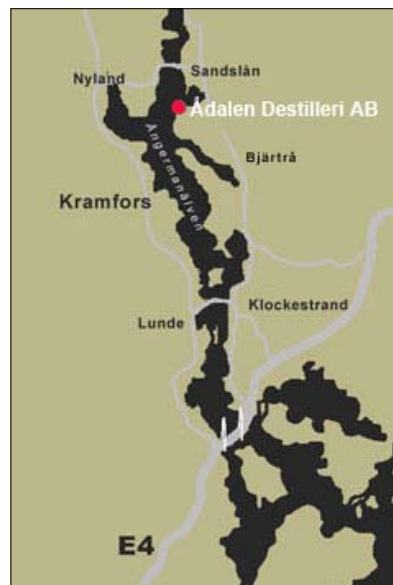 Nyland
Sandslån
Ådalen Destilleri AB
Ångermanälven
Bjärtrå
Kramfors
Klockestrand
Lunde
E4